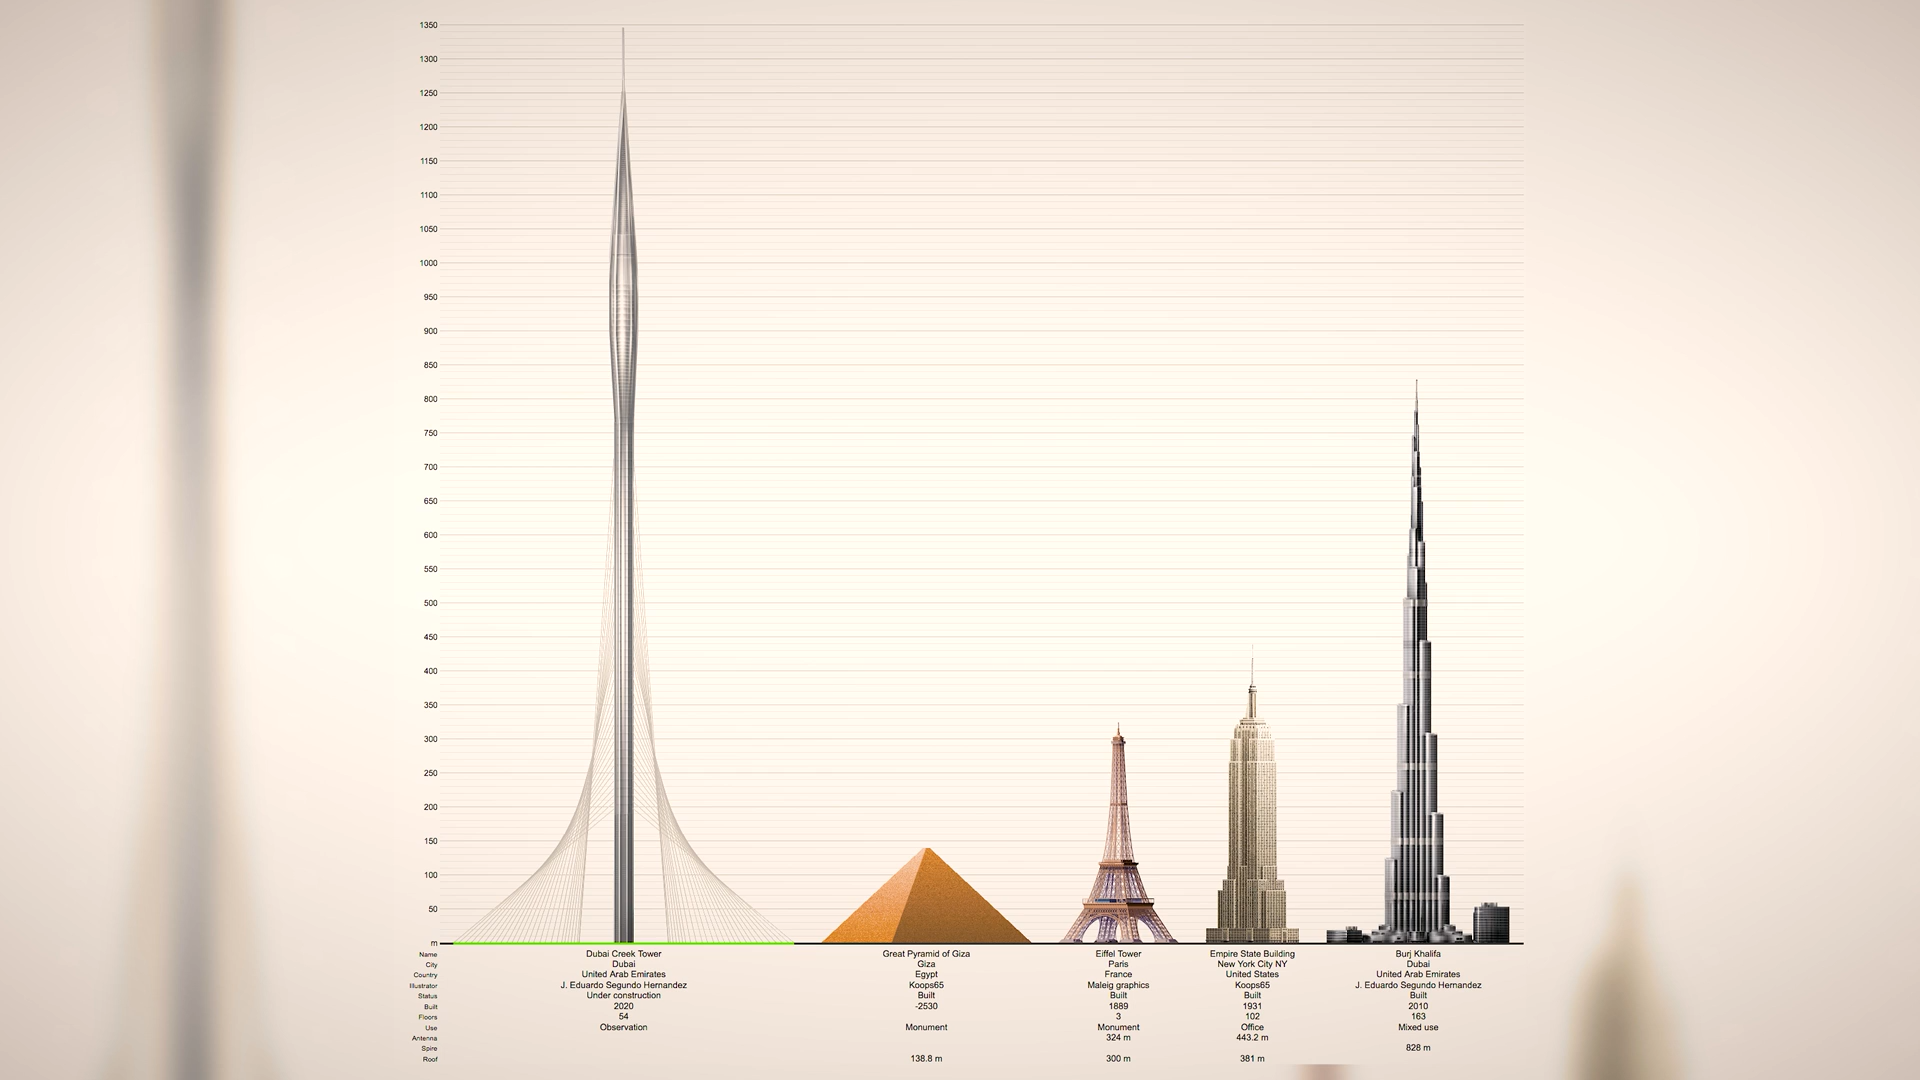 1350
1300
1250
1200
1150
1100
1050
1000
950
900
850
800
750
700
650
600
550
500
450
400
350
300
250
200
150
100
50
m
Name Dubai Creek Tower Great Pyramid of Giza Eiffel Tower Empire State Building Burj Khalifa
City Dubai Giza Paris New York City NY Dubai
Country United Arab Emirates Egypt France United States United Arab Emirates
Illustrator J. Eduardo Segundo Hernandez Koops65 Maleig graphics Koops65 J. Eduardo Segundo Hernandez
Status Under construction Built Built Built Built
Built 2020 -2530 1889 1931 2010
Floors 54 3 102 163
Use Observation Monument Monument Office Mixed use
Antenna 324 m 443.2 m
Spire 828 m
Roof 138.8 m 300 m 381 m